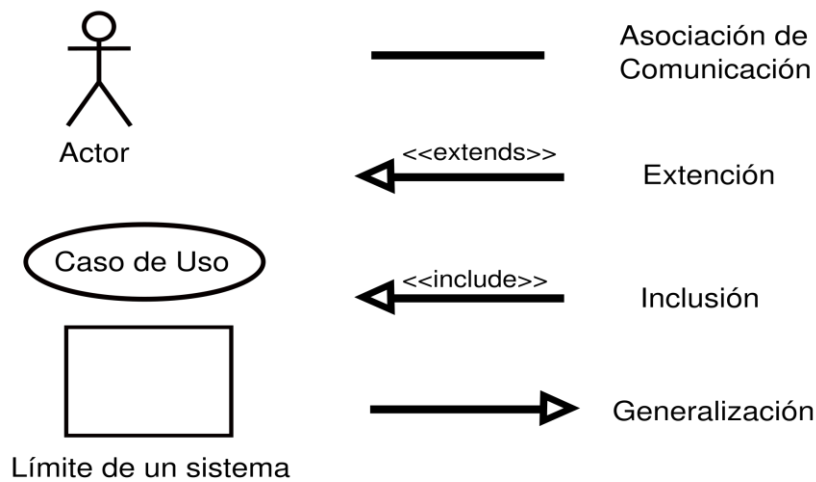 Actor
Caso de Uso
Límite de un sistema
Asociación de
Comunicación
<<extends>>
Extención
<<include>>
Inclusión
Generalización